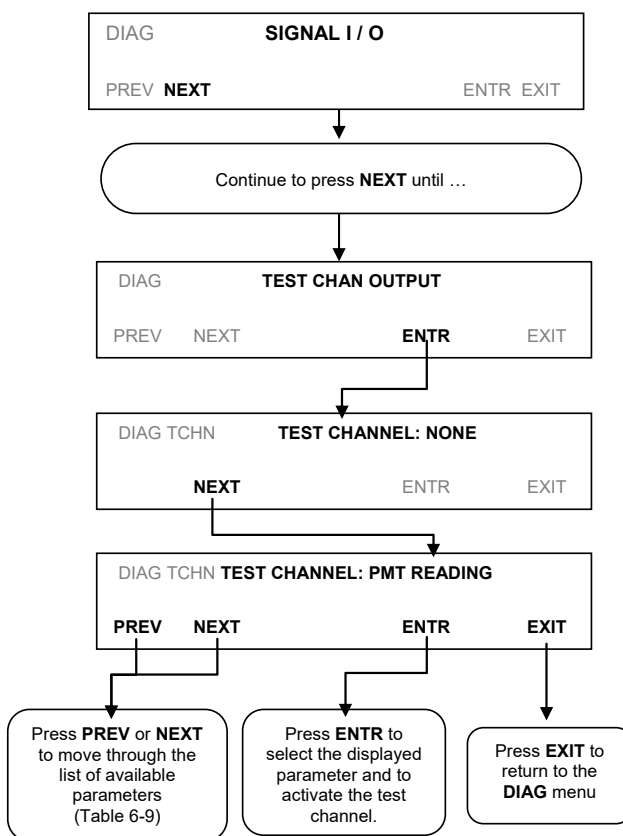 DIAG SIGNAL I / O
PREV NEXT ENTR EXIT
Continue to press NEXT until …
DIAG TEST CHAN OUTPUT
PREV NEXT ENTR EXIT
DIAG TCHN TEST CHANNEL: NONE
NEXT ENTR EXIT
DIAG TCHN TEST CHANNEL: PMT READING
PREV NEXT ENTR EXIT
Press PREV or NEXT
to move through the
list of available
parameters
(Table 6-9)
Press ENTR to
select the displayed
parameter and to
activate the test
channel.
Press EXIT to
return to the
DIAG menu